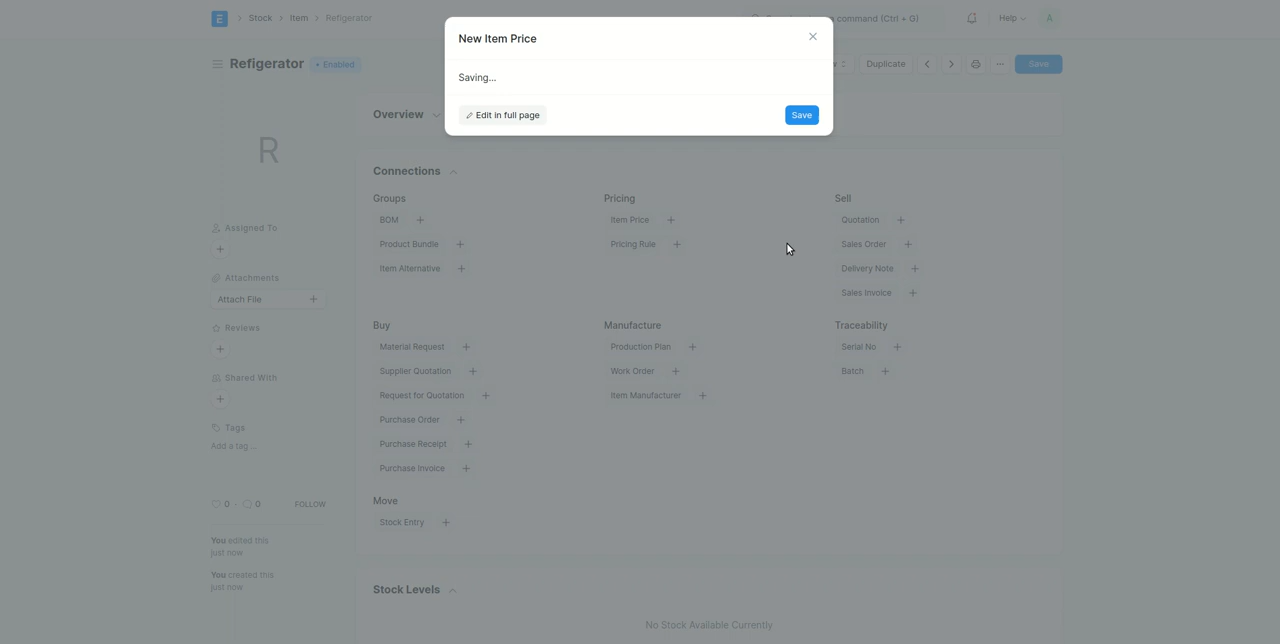 E
Stock
Item
Refigerator
command (Ctrl + G)
Help
A
New Item Price
Saving...
Edit in full page
Save
Refigerator
Enabled
Duplicate
Save
Overview
R
Connections
Groups
Pricing
Sell
BOM
Item Price
Quotation
Product Bundle
Pricing Rule
Sales Order
Item Alternative
Delivery Note
Sales Invoice
Assigned To
Attachments
Attach File
Reviews
Shared With
Tags
Add a tag ...
Buy
Manufacture
Traceability
Material Request
Production Plan
Serial No
Supplier Quotation
Work Order
Batch
Request for Quotation
Item Manufacturer
Purchase Order
Purchase Receipt
Purchase Invoice
Move
Stock Entry
0 · 0 FOLLOW
You edited this
just now
You created this
just now
Stock Levels
No Stock Available Currently